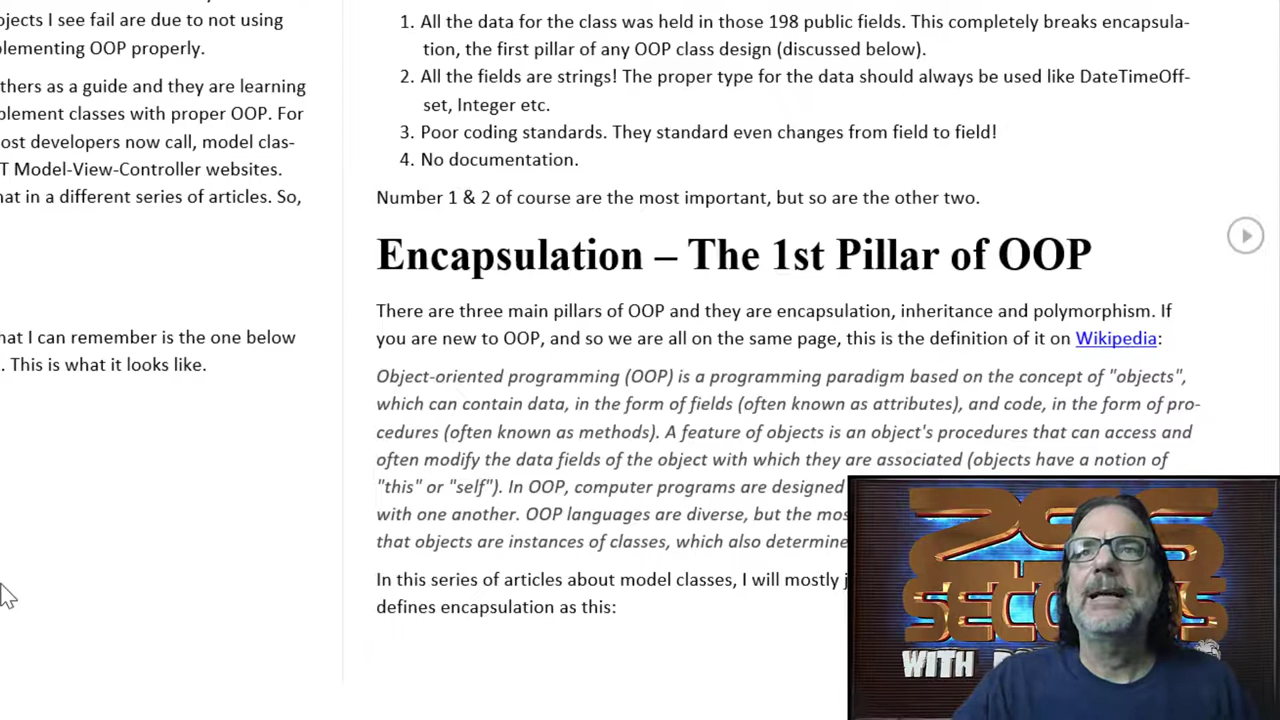 ojects I see fail are due to not using
plementing OOP properly.
thers as a guide and they are learning
plement classes with proper OOP. For
ost developers now call, model clas-
T Model-View-Controller websites.
hat in a different series of articles. So,
hat I can remember is the one below
. This is what it looks like.
1. All the data for the class was held in those 198 public fields. This completely breaks encapsula-
tion, the first pillar of any OOP class design (discussed below).
2. All the fields are strings! The proper type for the data should always be used like DateTimeOff-
set, Integer etc.
3. Poor coding standards. They standard even changes from field to field!
4. No documentation.
Number 1 & 2 of course are the most important, but so are the other two.
Encapsulation – The 1st Pillar of OOP
There are three main pillars of OOP and they are encapsulation, inheritance and polymorphism. If
you are new to OOP, and so we are all on the same page, this is the definition of it on Wikipedia:
Object-oriented programming (OOP) is a programming paradigm based on the concept of "objects",
which can contain data, in the form of fields (often known as attributes), and code, in the form of pro-
cedures (often known as methods). A feature of objects is an object's procedures that can access and
often modify the data fields of the object with which they are associated (objects have a notion of
"this" or "self"). In OOP, computer programs are designed
with one another. OOP languages are diverse, but the mos
that objects are instances of classes, which also determine
In this series of articles about model classes, I will mostly j
defines encapsulation as this:
WITH